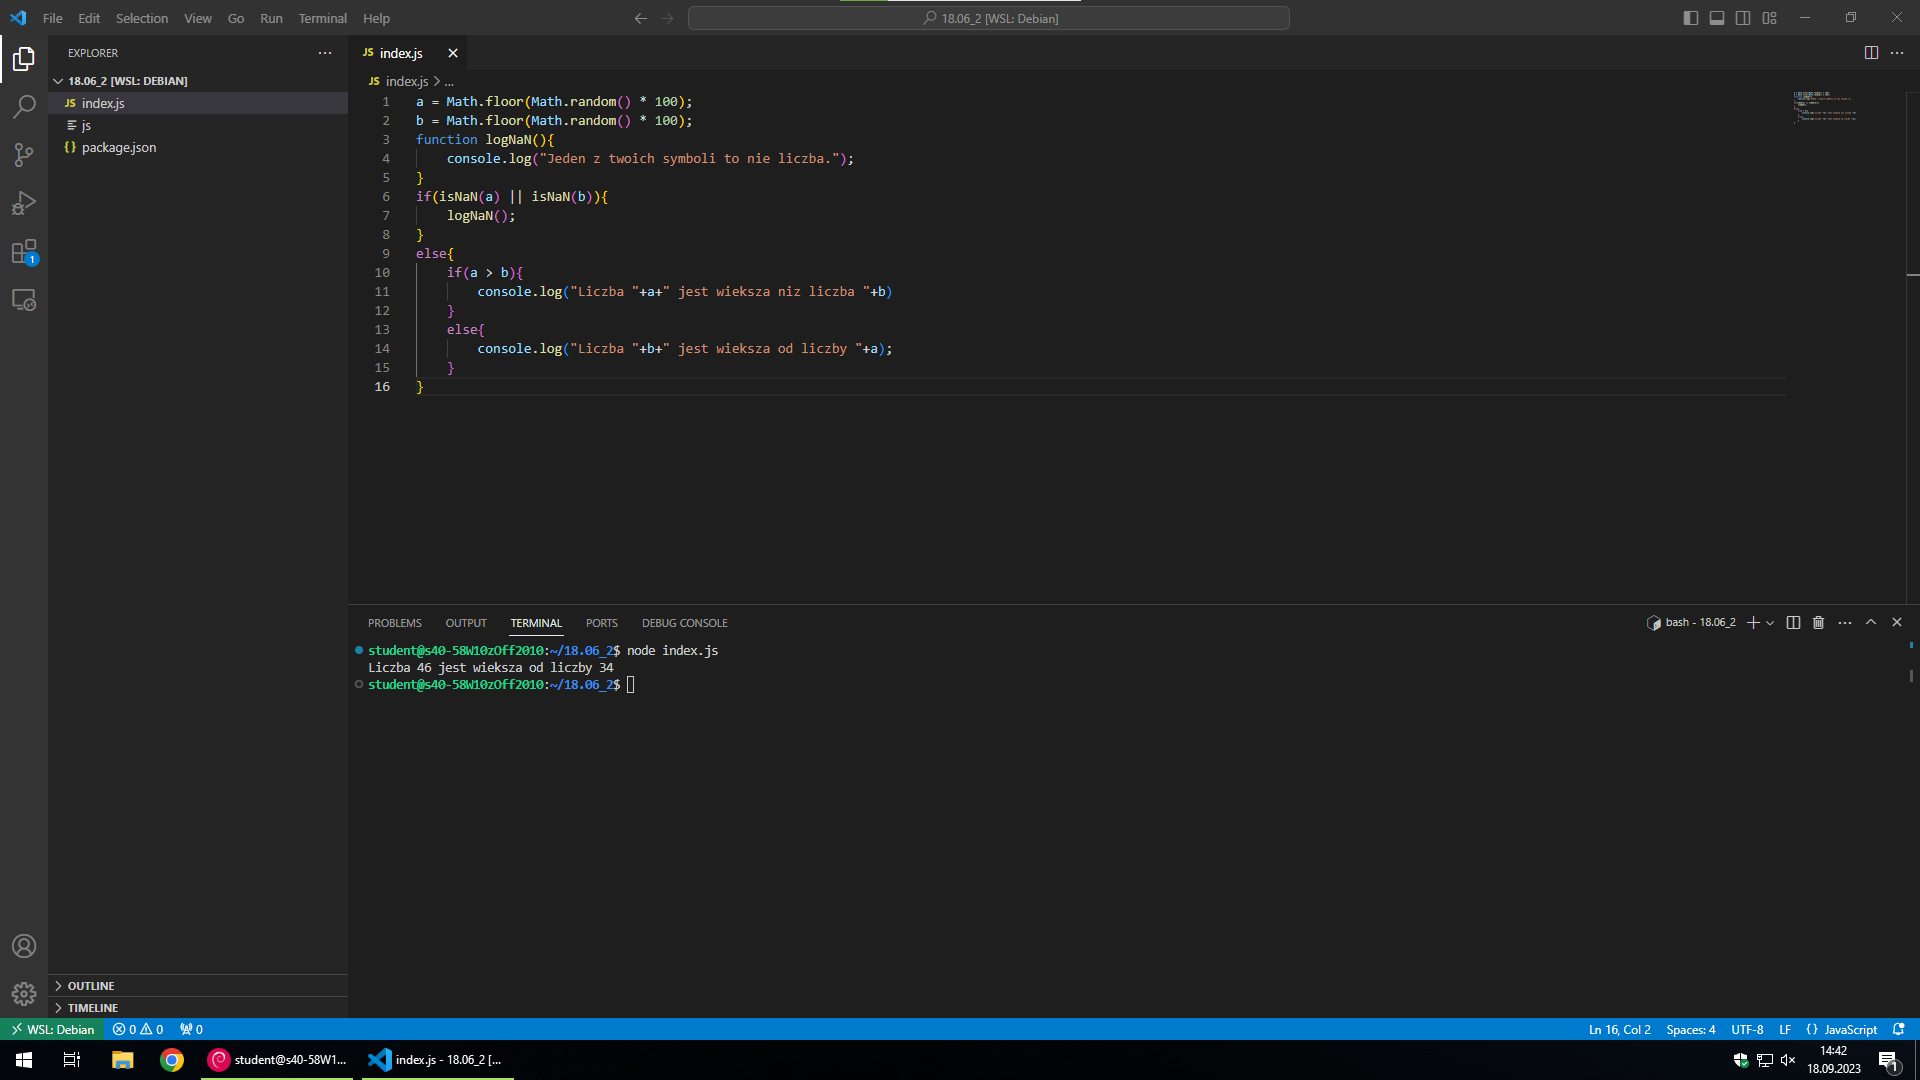 File Edit Selection View Go Run Terminal Help
18.06_2 [WSL: Debian]
EXPLORER
18.06_2 [WSL: DEBIAN]
JS index.js
js
{} package.json
1
OUTLINE
TIMELINE
JS index.js
JS index.js > ...
1 a = Math.floor(Math.random() * 100);
2 b = Math.floor(Math.random() * 100);
3 function logNaN(){
4 console.log("Jeden z twoich symboli to nie liczba.");
5 }
6 if(isNaN(a) || isNaN(b)){
7 logNaN();
8 }
9 else{
10 if(a > b){
11 console.log("Liczba "+a+" jest wieksza niz liczba "+b)
12 }
13 else{
14 console.log("Liczba "+b+" jest wieksza od liczby "+a);
15 }
16 }
PROBLEMS OUTPUT TERMINAL PORTS DEBUG CONSOLE
bash - 18.06_2
student@s40-58W10zOff2010:~/18.06_2$ node index.js
Liczba 46 jest wieksza od liczby 34
student@s40-58W10zOff2010:~/18.06_2$
WSL: Debian 0 0 0
Ln 16, Col 2 Spaces: 4 UTF-8 LF {} JavaScript
student@s40-58W1...
index.js - 18.06_2 [...
14:42
18.09.2023
1